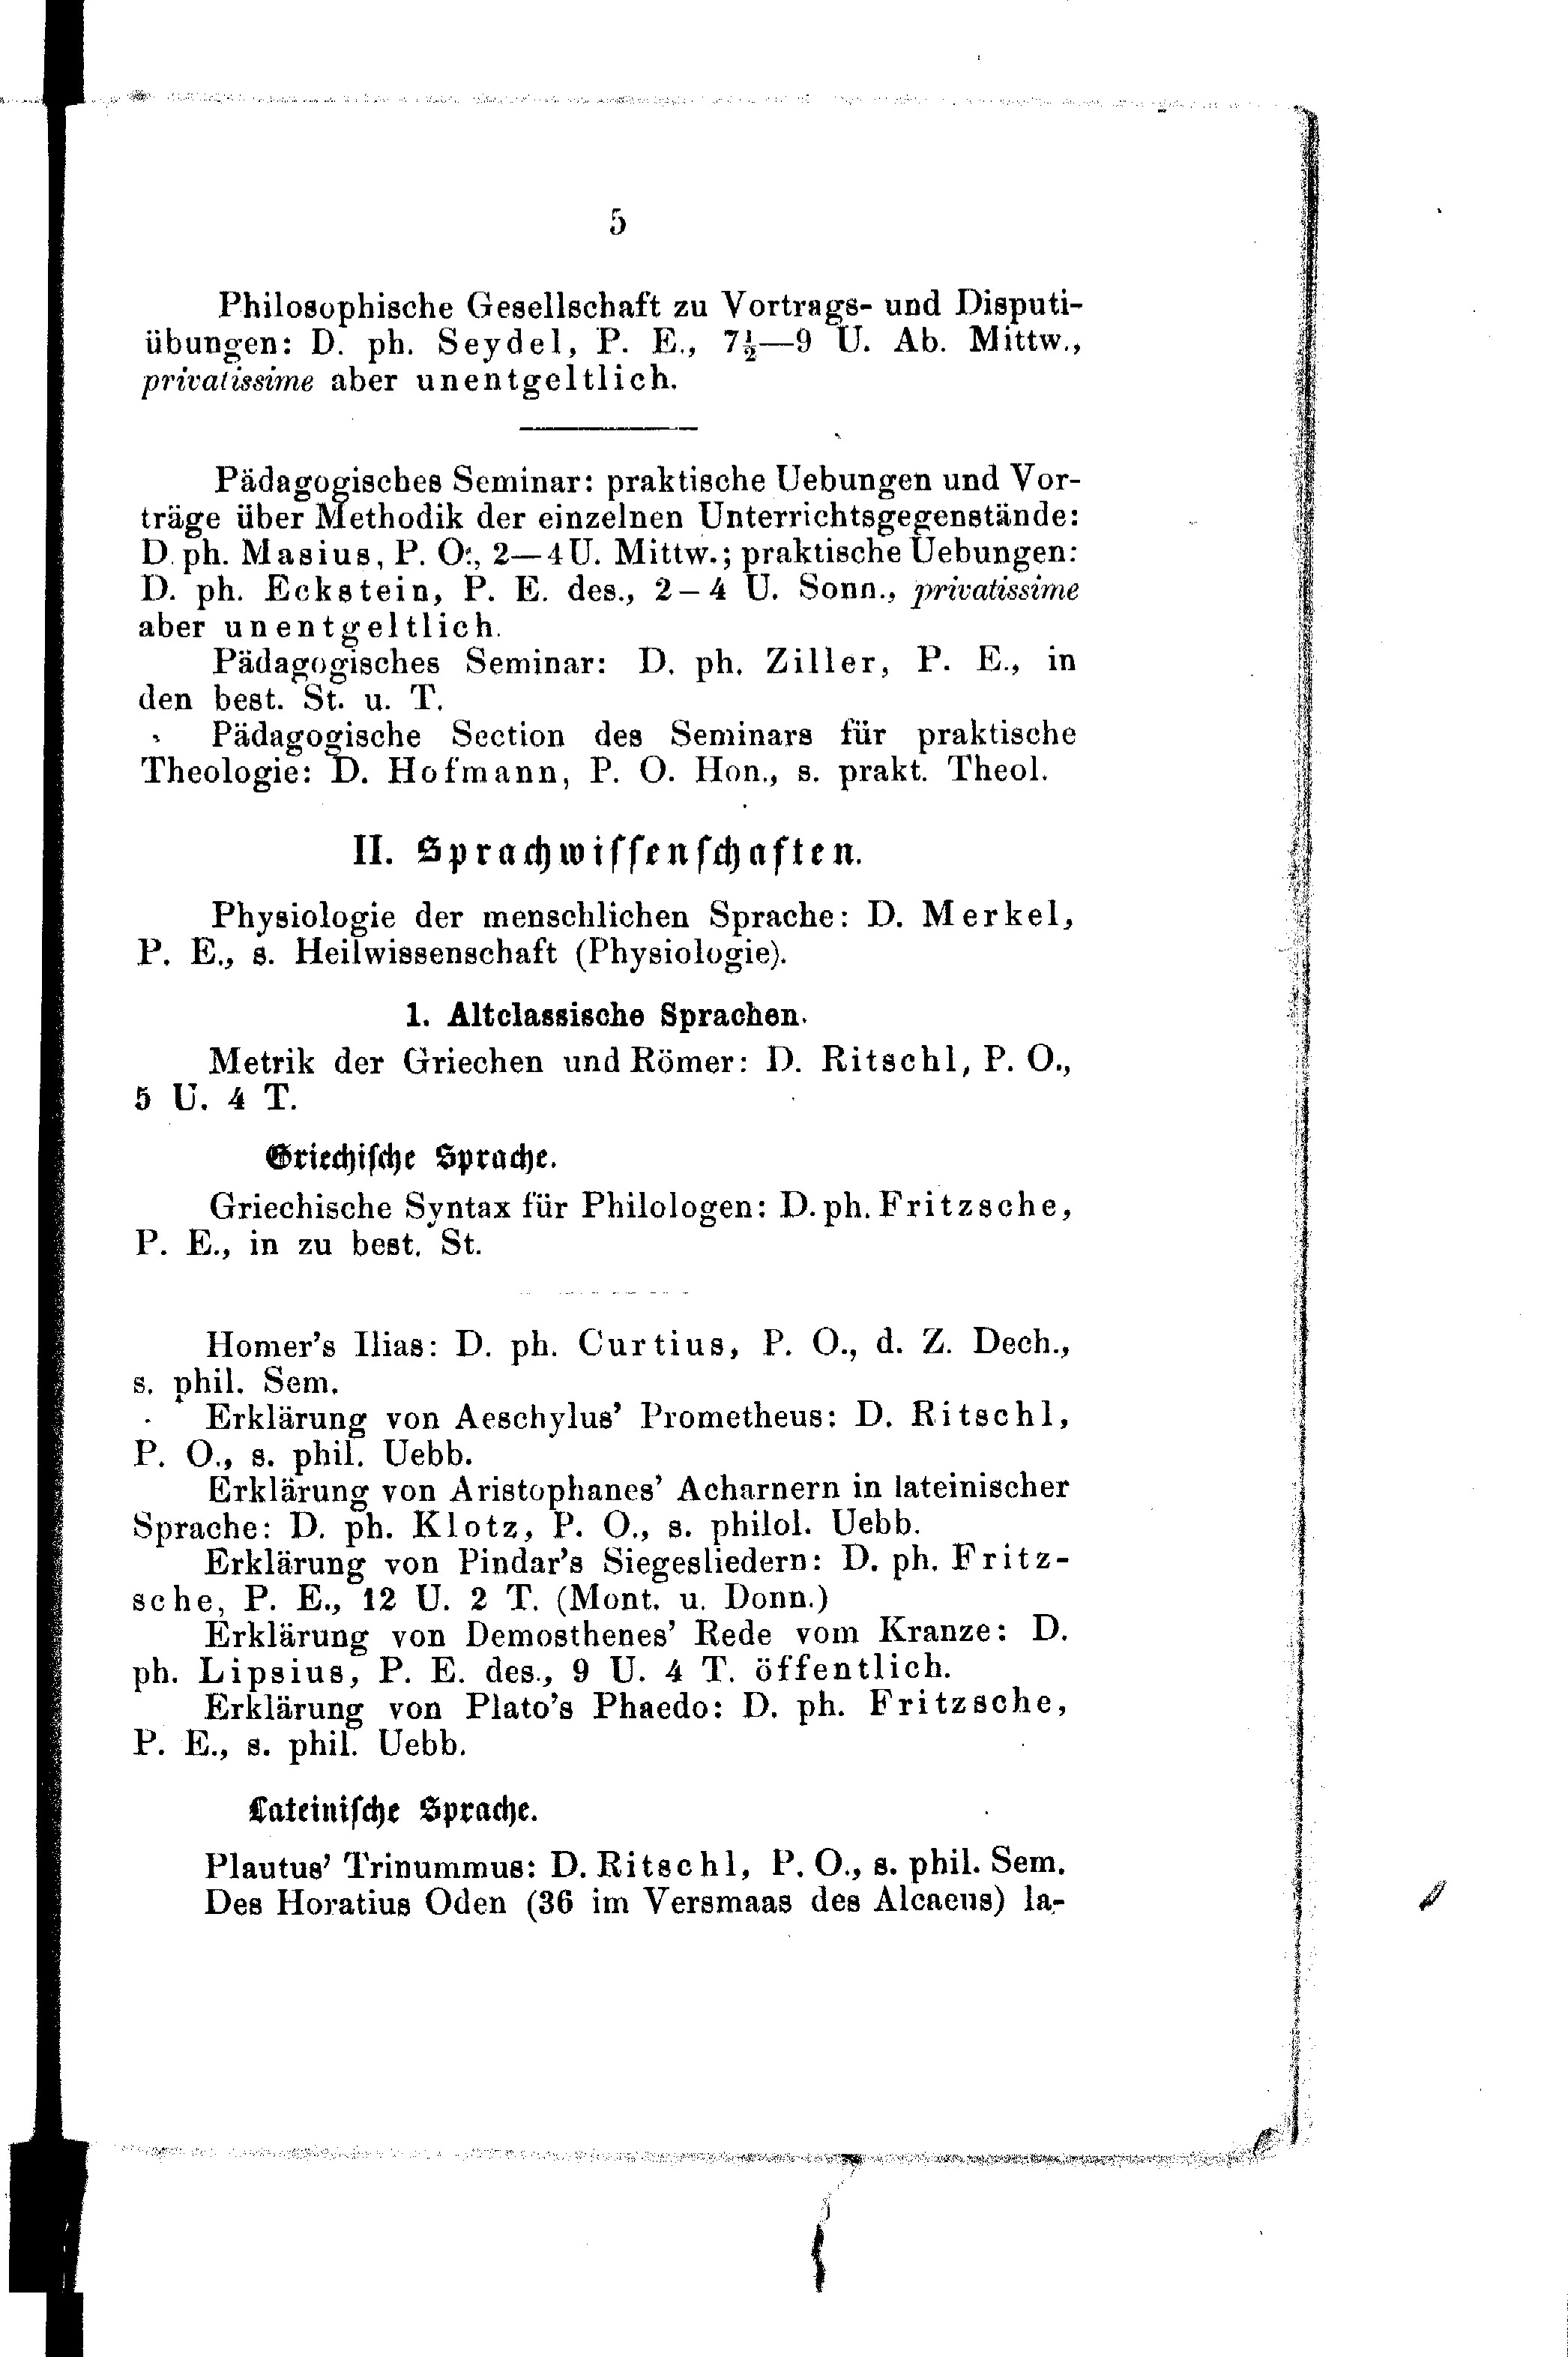 5
Philosophische Gesellschaft zu Vortrags- und Disputi-
übungen: D. ph. Seydel, P. E., 7½—9 U. Ab. Mittw.,
privatissime aber unentgeltlich.
Pädagogisches Seminar: praktische Uebungen und Vor-
träge über Methodik der einzelnen Unterrichtsgegenstände:
D. ph. Masius, P. O., 2—4 U. Mittw.; praktische Uebungen:
D. ph. Eckstein, P. E. des., 2–4 U. Sonn., privatissime
aber unentgeltlich.
Pädagogisches Seminar: D. ph. Ziller, P. E., in
den best. St. u. T.
Pädagogische Section des Seminars für praktische
Theologie: D. Hofmann, P. O. Hon., s. prakt. Theol.
II. Sprachwiſſenſchaften.
Physiologie der menschlichen Sprache: D. Merkel,
P. E., s. Heilwissenschaft (Physiologie).
1. Altclassische Sprachen.
Metrik der Griechen und Römer: D. Ritschl, P. O.,
5 U. 4 T.
Griechiſche Sprache.
Griechische Syntax für Philologen: D. ph. Fritzsche,
P. E., in zu best. St.
Homer's Ilias: D. ph. Curtius, P. O., d. Z. Dech.,
s. phil. Sem.
Erklärung von Aeschylus' Prometheus: D. Ritschl,
P. O., s. phil. Uebb.
Erklärung von Aristophanes' Acharnern in lateinischer
Sprache: D. ph. Klotz, P. O., s. philol. Uebb.
Erklärung von Pindar's Siegesliedern: D. ph. Fritz-
sche, P. E., 12 U. 2 T. (Mont. u. Donn.)
Erklärung von Demosthenes' Rede vom Kranze: D.
ph. Lipsius, P. E. des., 9 U. 4 T. öffentlich.
Erklärung von Plato's Phaedo: D. ph. Fritzsche,
P. E., s. phil. Uebb.
Lateiniſche Sprache.
Plautus' Trinummus: D. Ritschl, P. O., s. phil. Sem.
Des Horatius Oden (36 im Versmaas des Alcaeus) la-